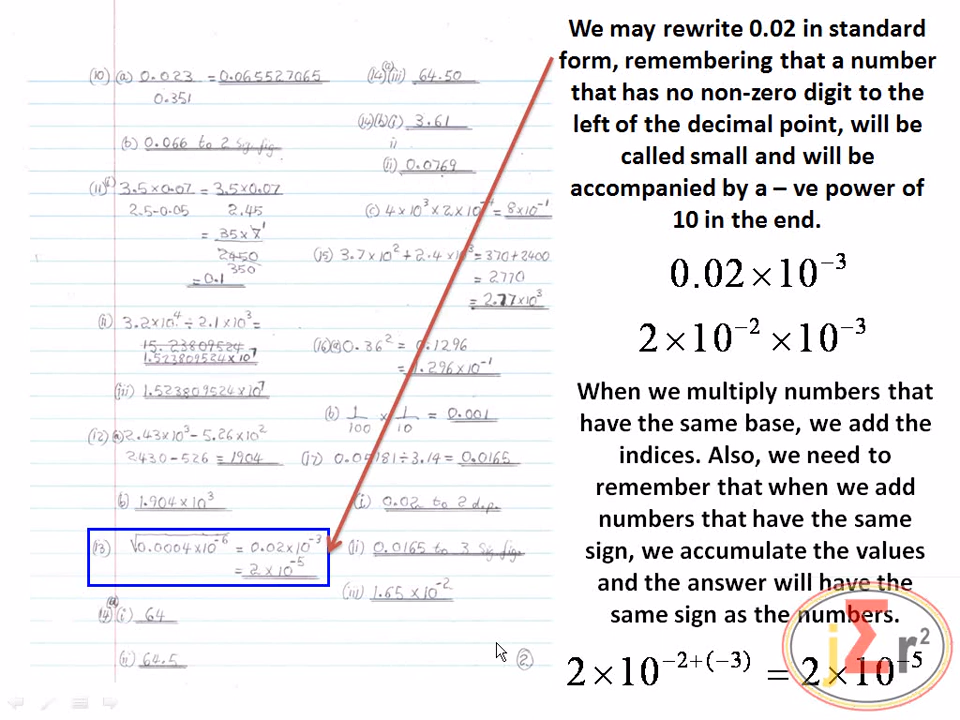 We may rewrite 0.02 in standard
form, remembering that a number
that has no non-zero digit to the
left of the decimal point, will be
called small and will be
accompanied by a – ve power of
10 in the end.
0.02 × 10⁻³
2 × 10⁻² × 10⁻³
When we multiply numbers that
have the same base, we add the
indices. Also, we need to
remember that when we add
numbers that have the same
sign, we accumulate the values
and the answer will have the
same sign as the numbers.
2 × 10⁻²⁺⁽⁻³⁾ = 2 × 10⁻⁵
(10) (a) 0.023 = 0.065527065
0.351
(b) 0.066 to 2 sig.fig
(11) (i) 3.5×0.07 = 3.5×0.07
2.5-0.05 2.45
= 35×7 1
2450
350
= 0.1
(ii) 3.2×10⁴ ÷ 2.1×10³ =
15.23809524
1.523809524×10⁷
(iii) 1.523809524×10⁷
(12) (a) 2.43×10³ - 5.26×10²
2430-526 = 1904
(b) 1.904×10³
(13) √0.0004×10⁻⁶ = 0.02×10⁻³
= 2×10⁻⁵
(14) (a) (i) 64
(ii) 64.5
(14)(a)(iii) 64.50
(14)(b)(i) 3.61
ii
(ii) 0.0769
(c) 4×10³×2×10⁻⁴ = 8×10⁻¹
(15) 3.7×10² + 2.4×10³ = 370+2400
= 2770
= 2.77×10³
(16)(a) 0.36² = 0.1296
= 1.296×10⁻¹
(b) 1/100 × 1/10 = 0.001
(17) 0.05181÷3.14 = 0.0165
(i) 0.02 to 2 d.p.
(ii) 0.0165 to 3 sig figs
(iii) 1.65×10⁻²
(2)
jΣr²